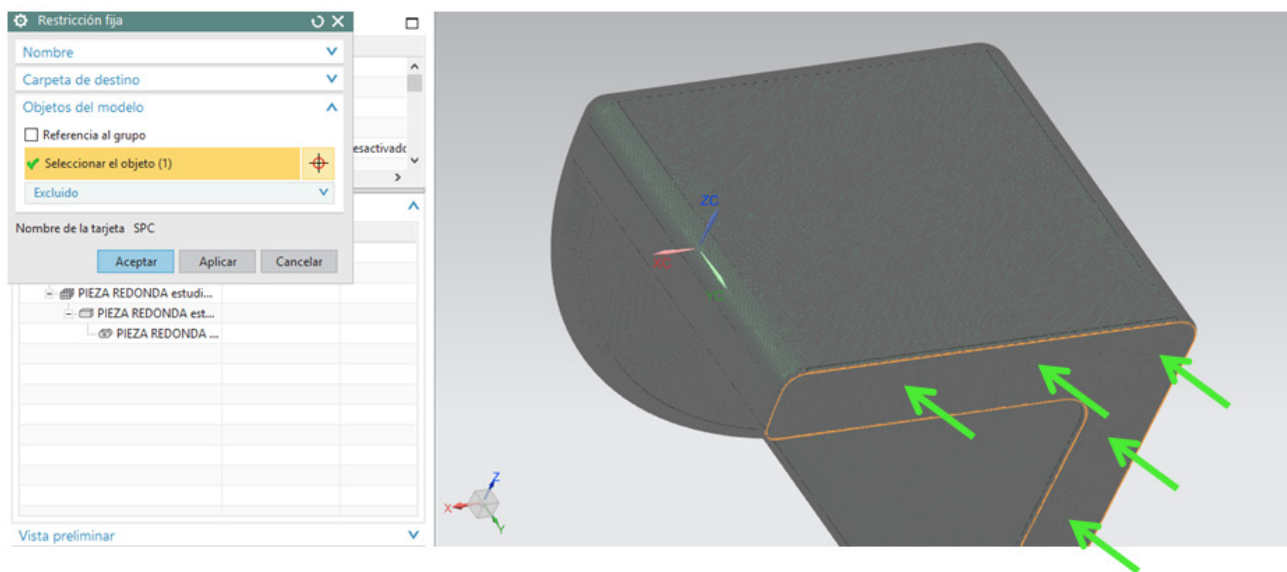 Restricción fija
Nombre
Carpeta de destino
Objetos del modelo
Referencia al grupo
Seleccionar el objeto (1)
Excluido
Nombre de la tarjeta SPC
Aceptar Aplicar Cancelar
esactivado
PIEZA REDONDA estudi...
PIEZA REDONDA est...
PIEZA REDONDA ...
Vista preliminar
ZC
XC
Z
X
Y